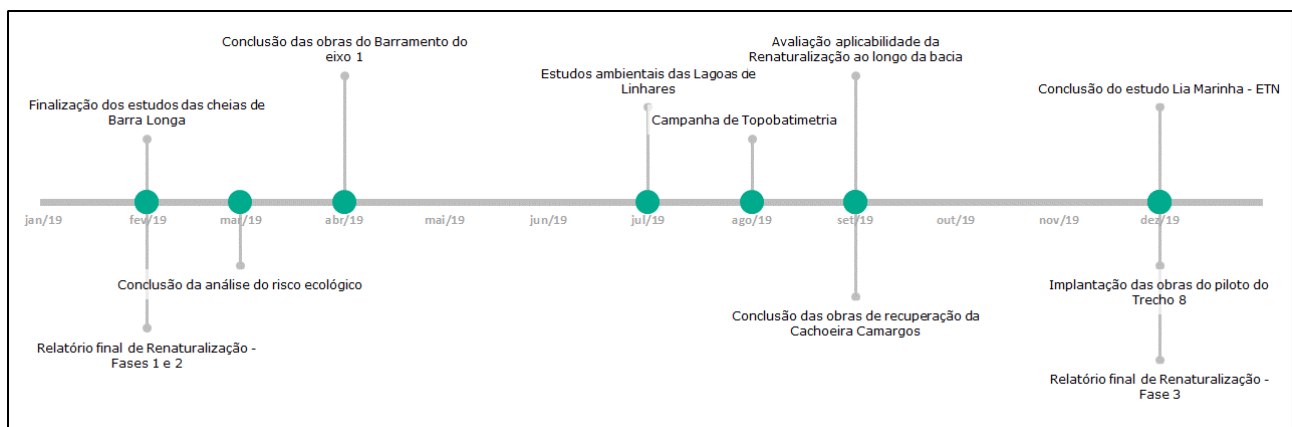 Conclusão das obras do Barramento do
eixo 1
Avaliação aplicabilidade da
Renaturalização ao longo da bacia
Estudos ambientais das Lagoas de
Linhares
Conclusão do estudo Lia Marinha - ETN
Finalização dos estudos das cheias de
Barra Longa
Campanha de Topobatimetria
jan/19
fev/19
mar/19
abr/19
mai/19
jun/19
jul/19
ago/19
set/19
out/19
nov/19
dez/19
Conclusão da análise do risco ecológico
Implantação das obras do piloto do
Trecho 8
Conclusão das obras de recuperação da
Cachoeira Camargos
Relatório final de Renaturalização -
Fases 1 e 2
Relatório final de Renaturalização -
Fase 3